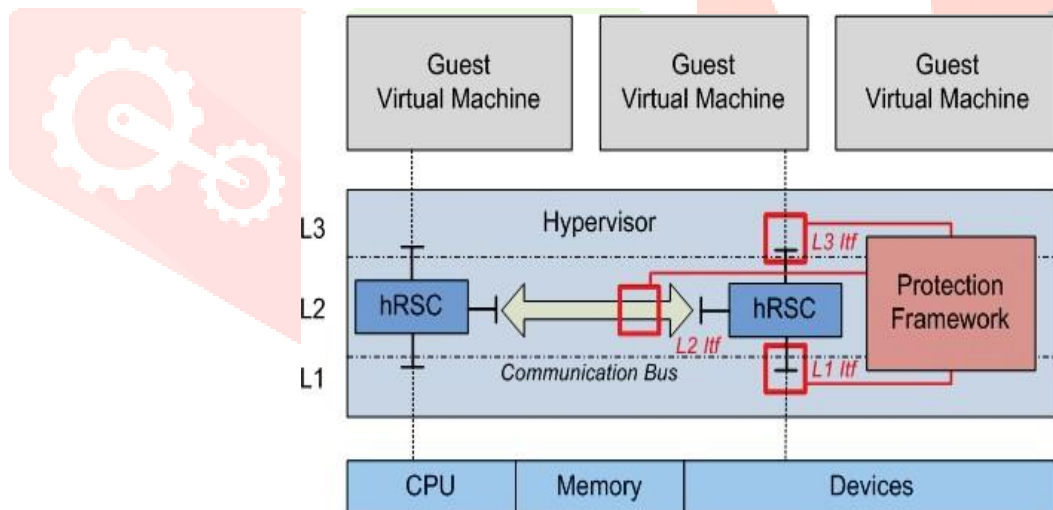 Guest
Virtual Machine
Guest
Virtual Machine
Guest
Virtual Machine
L3
Hypervisor
L3 Itf
L2
hRSC
hRSC
Protection
Framework
L2 Itf
L1
Communication Bus
L1 Itf
CPU
Memory
Devices